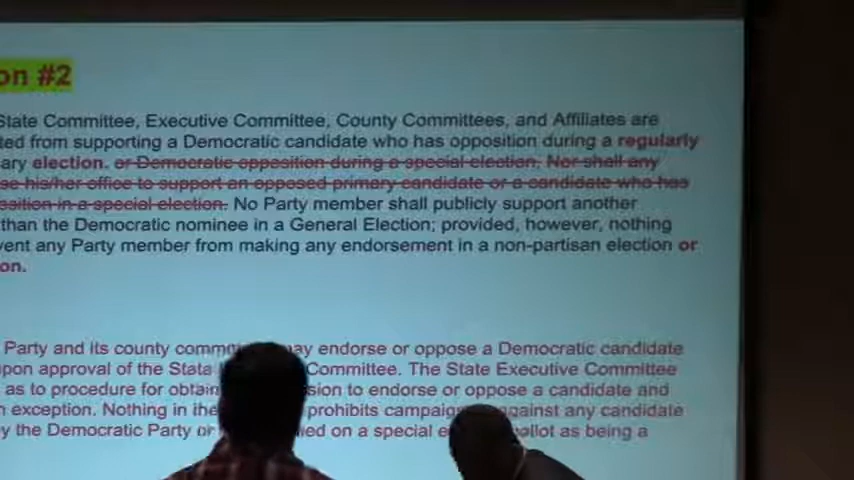 on #2
State Committee, Executive Committee, County Committees, and Affiliates are
ted from supporting a Democratic candidate who has opposition during a regularly
ary election. or Democratic opposition during a special election. Nor shall any
se his/her office to support an opposed primary candidate or a candidate who has
sition in a special election. No Party member shall publicly support another
than the Democratic nominee in a General Election; provided, however, nothing
vent any Party member from making any endorsement in a non-partisan election or
on.
Party and its county comm may endorse or oppose a Democratic candidate
pon approval of the State Committee. The State Executive Committee
as to procedure for obtain sion to endorse or oppose a candidate and
n exception. Nothing in the prohibits campaig against any candidate
y the Democratic Party or ed on a special e ballot as being a